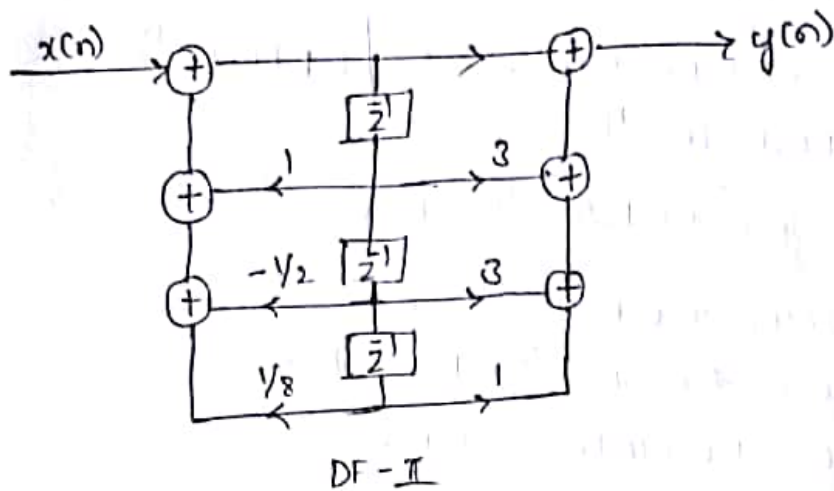 x(n) + + y(n)
z⁻¹
+ 1 3 +
z⁻¹
+ -1/2 3 +
z⁻¹
1/8 1
DF-II